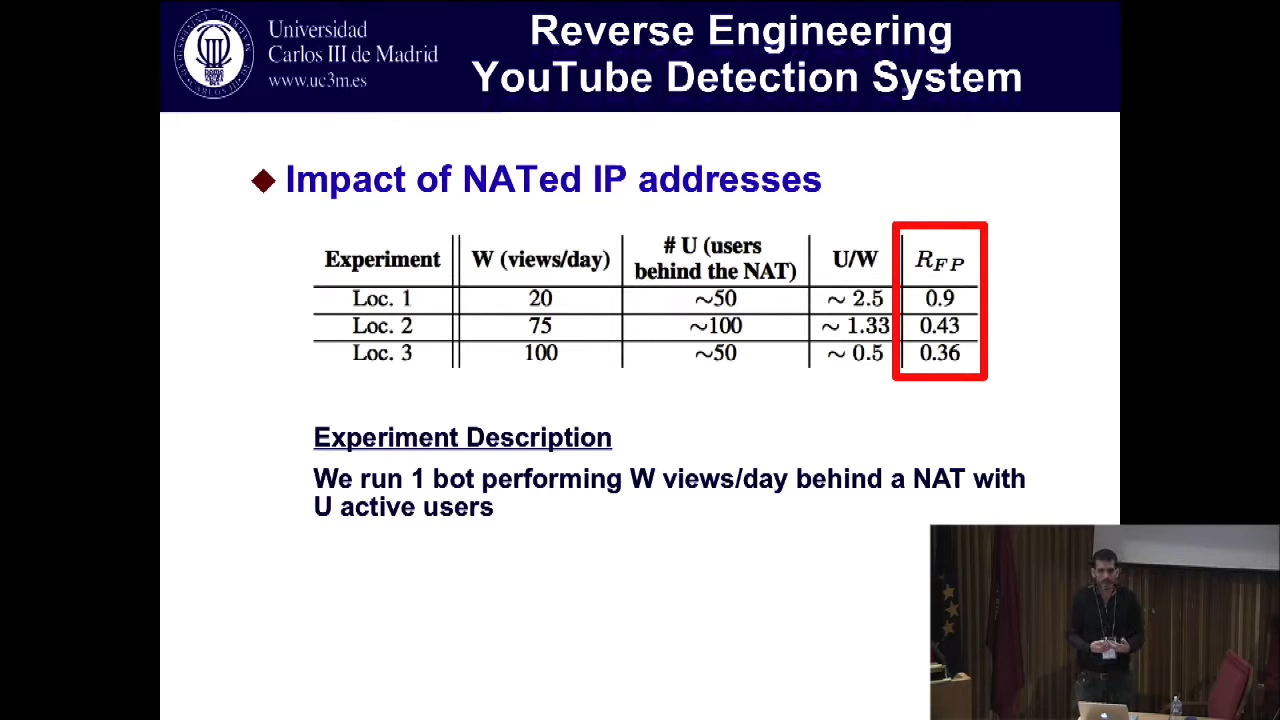 Universidad
Carlos III de Madrid
www.uc3m.es
Reverse Engineering
YouTube Detection System
Impact of NATed IP addresses
Experiment W (views/day) # U (users behind the NAT) U/W R_FP
Loc. 1 20 ~50 ~ 2.5 0.9
Loc. 2 75 ~100 ~ 1.33 0.43
Loc. 3 100 ~50 ~ 0.5 0.36
Experiment Description
We run 1 bot performing W views/day behind a NAT with
U active users